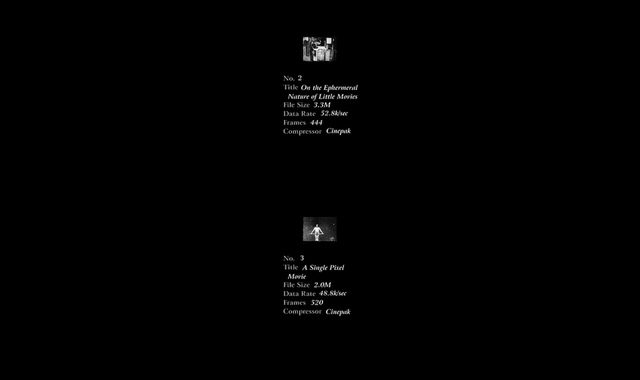 No. 2
Title On the Ephermeral
Nature of Little Movies
File Size 3.3M
Data Rate 52.8k/sec
Frames 444
Compressor Cinepak
No. 3
Title A Single Pixel
Movie
File Size 2.0M
Data Rate 48.8k/sec
Frames 520
Compressor Cinepak